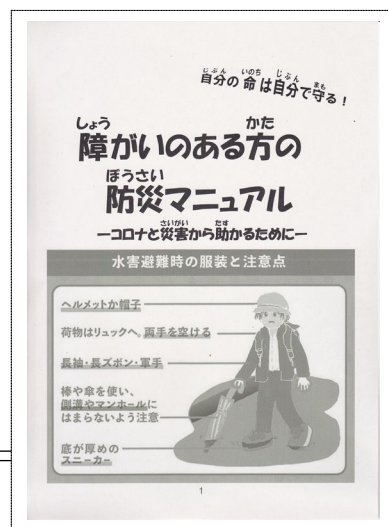 自分の命は自分で守る！
障がいのある方の
防災マニュアル
ーコロナと災害から助かるためにー
水害避難時の服装と注意点
ヘルメットか帽子
荷物はリュックへ。両手を空ける
長袖・長ズボン・軍手
棒や傘を使い、
側溝やマンホールに
はまらないよう注意
底が厚めの
スニーカー
1